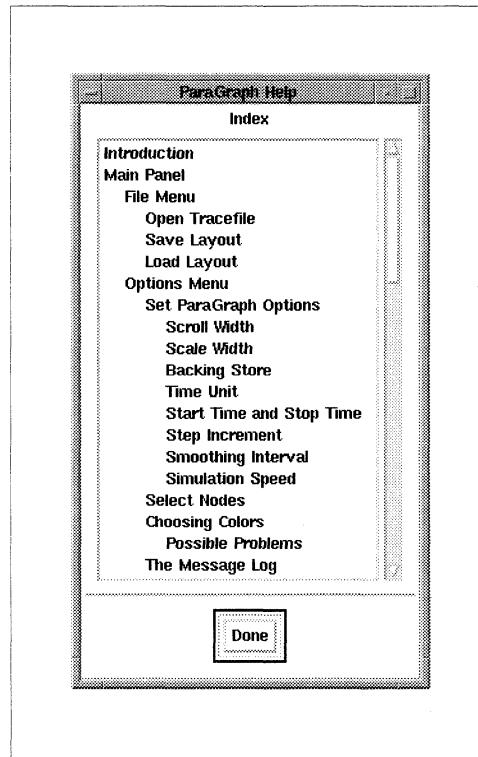 ParaGraph Help
Index
Introduction
Main Panel
File Menu
Open Tracefile
Save Layout
Load Layout
Options Menu
Set ParaGraph Options
Scroll Width
Scale Width
Backing Store
Time Unit
Start Time and Stop Time
Step Increment
Smoothing Interval
Simulation Speed
Select Nodes
Choosing Colors
Possible Problems
The Message Log
Done